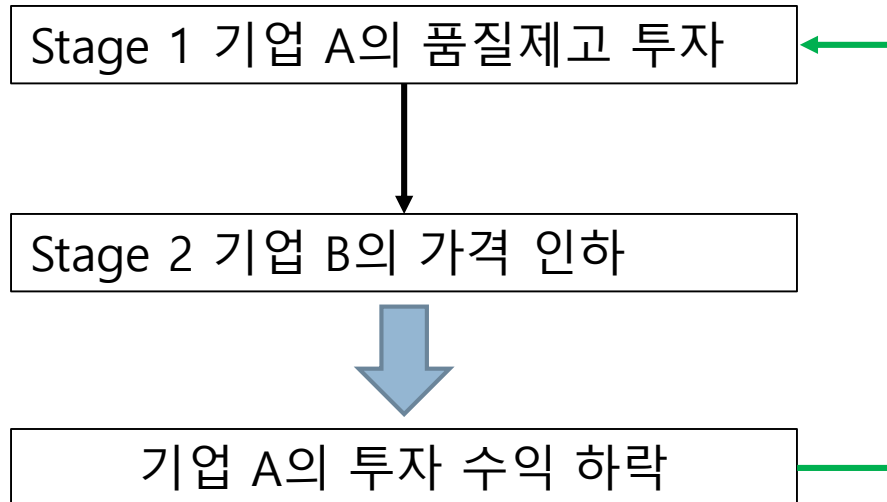 Stage 1 기업 A의 품질제고 투자
Stage 2 기업 B의 가격 인하
기업 A의 투자 수익 하락